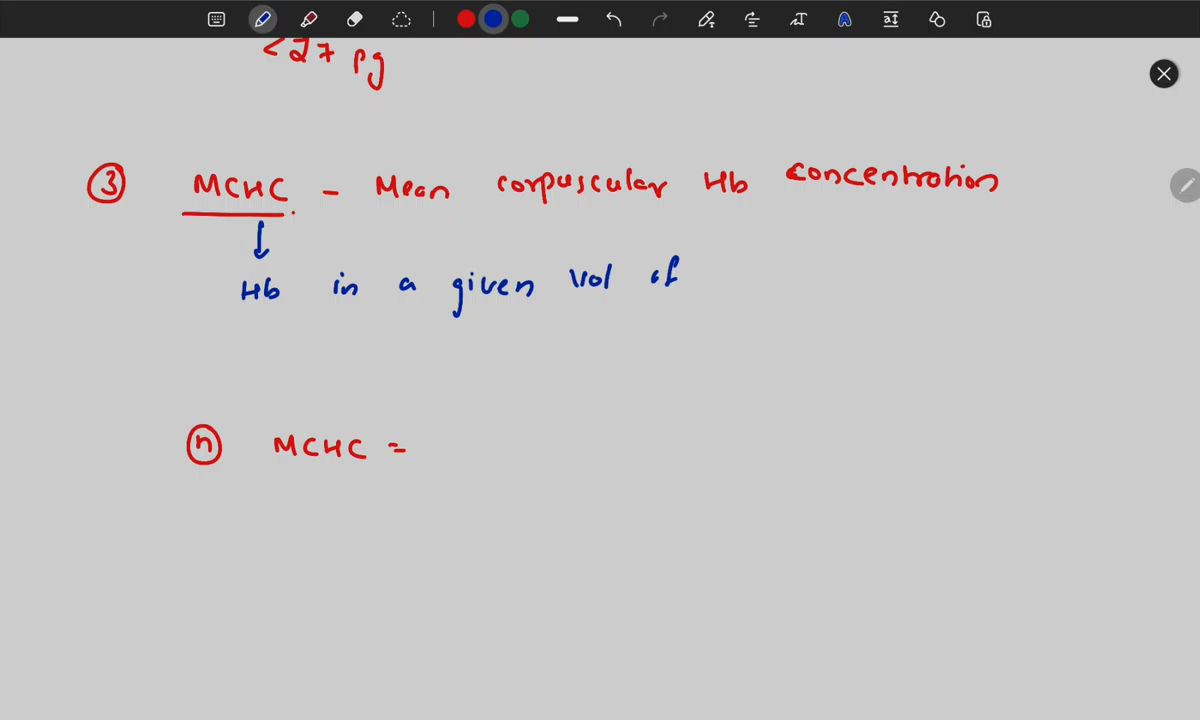 < 27 pg
③ MCHC - Mean corpuscular Hb concentration
↓
Hb in a given vol of
ⓝ MCHC =